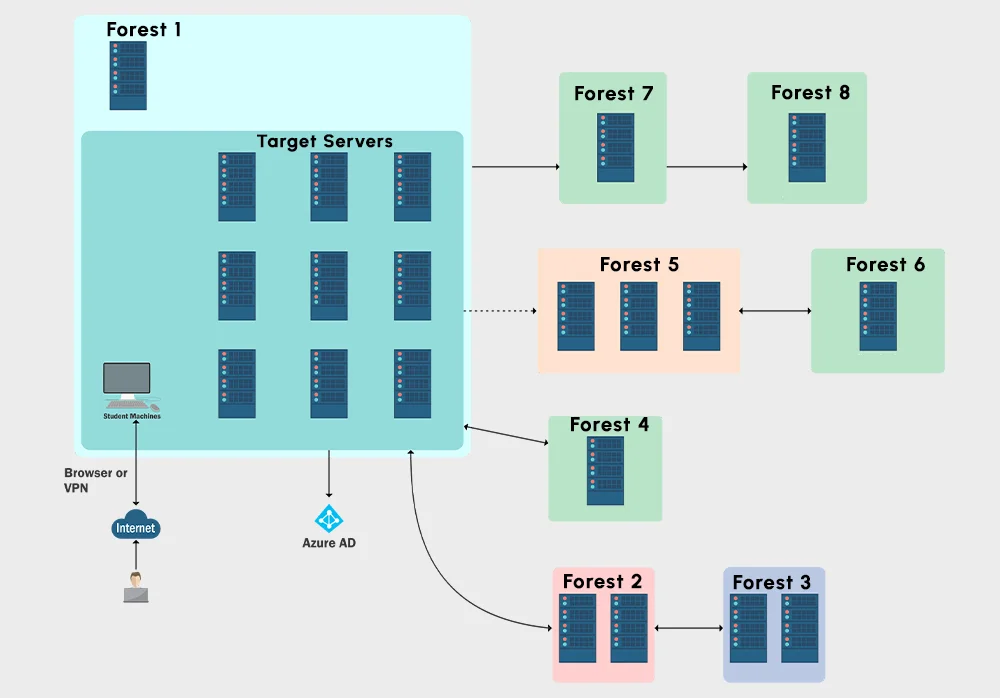 Forest 1
Target Servers
Student Machines
Browser or
VPN
Internet
Azure AD
Forest 7
Forest 8
Forest 5
Forest 6
Forest 4
Forest 2
Forest 3